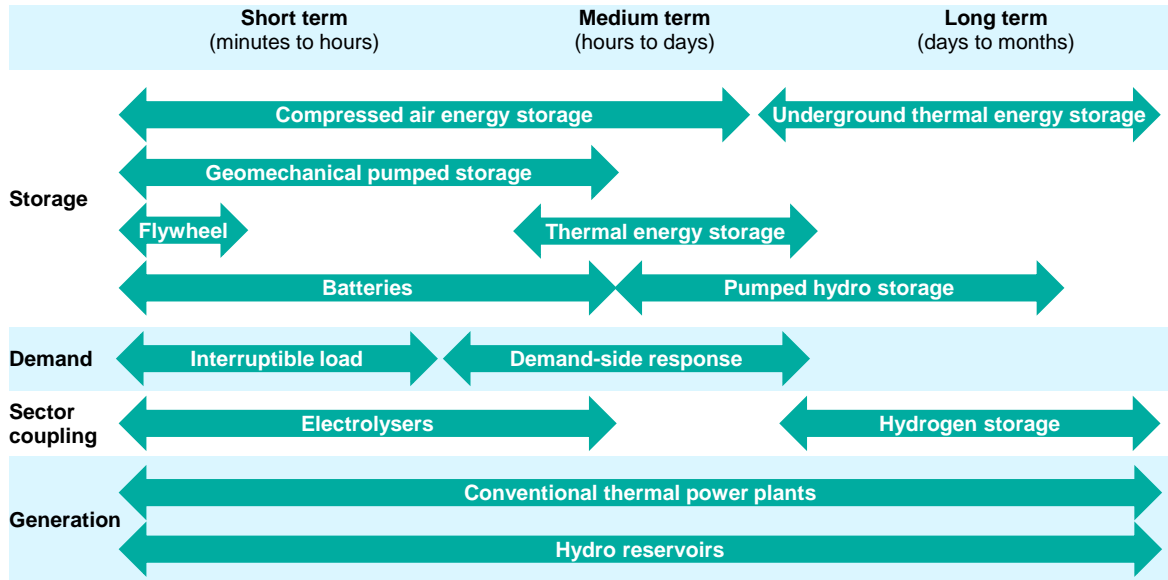 Short term
(minutes to hours)
Medium term
(hours to days)
Long term
(days to months)
Storage
Compressed air energy storage
Underground thermal energy storage
Geomechanical pumped storage
Flywheel
Thermal energy storage
Batteries
Pumped hydro storage
Demand
Interruptible load
Demand-side response
Sector
coupling
Electrolysers
Hydrogen storage
Generation
Conventional thermal power plants
Hydro reservoirs